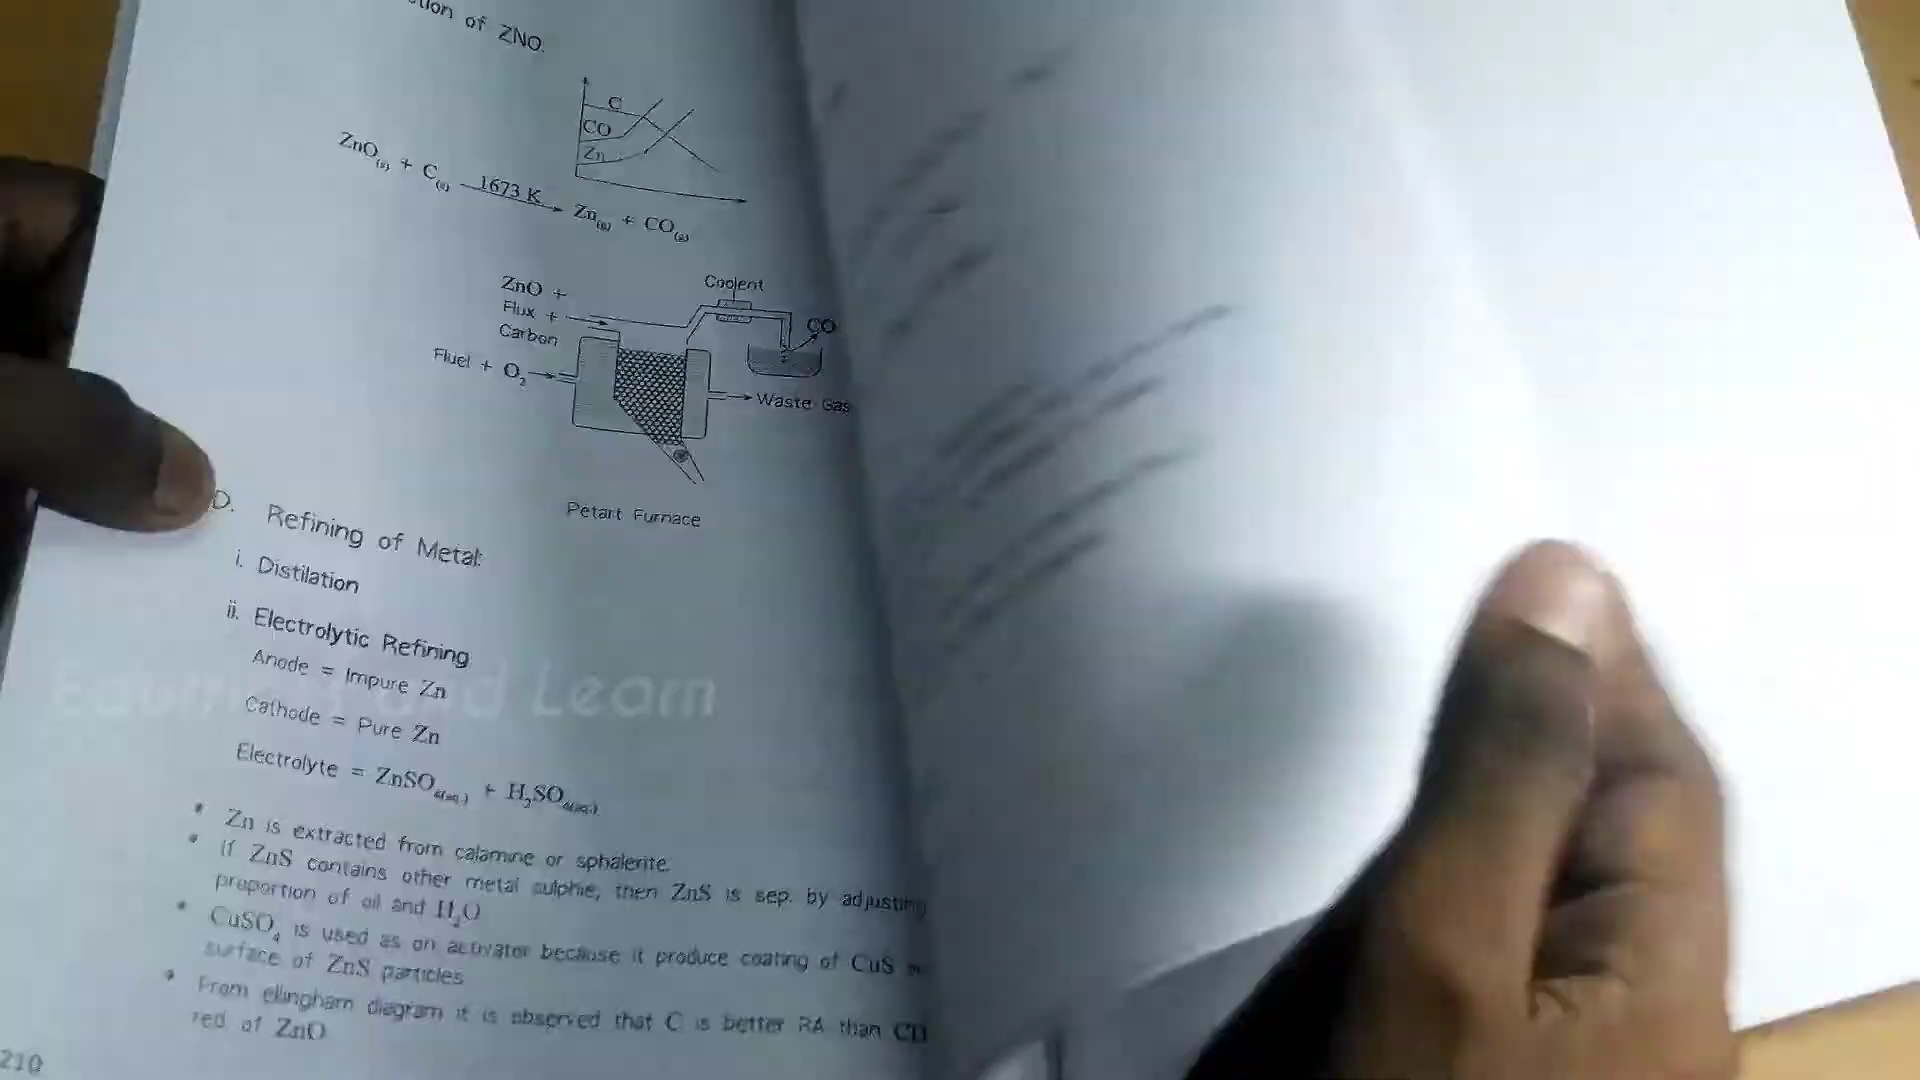 tion of ZNO.
C
CO
Zn
ZnO(s) + C(s) 1673 K Zn(g) + CO(g)
ZnO +
Flux +
Carbon
Fluel + O2
Coolent
CO
Waste Gas
Petart Furnace
D. Refining of Metal:
i. Distilation
ii. Electrolytic Refining
Anode = Impure Zn
Cathode = Pure Zn
and Learn
Electrolyte = ZnSO4(aq.) + H2SO4(aq.)
* Zn is extracted from calamine or sphalerite.
* If ZnS contains other metal sulphie, then ZnS is sep. by adjusting
proportion of oil and H2O
* CuSO4 is used as an activator because it produce coating of CuS
surface of ZnS particles
* From ellingham diagram it is observed that C is better RA than CO
red. of ZnO
210